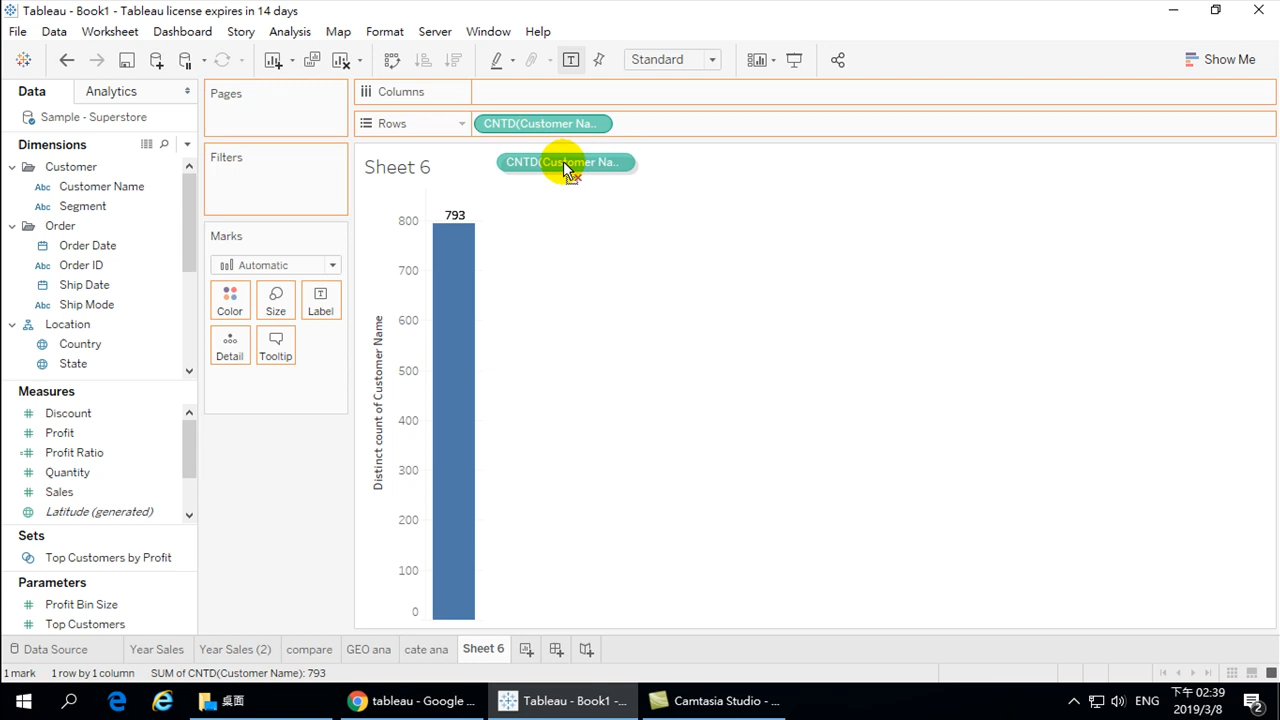 Tableau - Book1 - Tableau license expires in 14 days
File Data Worksheet Dashboard Story Analysis Map Format Server Window Help
Standard
Show Me
Data Analytics
Sample - Superstore
Dimensions
Customer
Abc Customer Name
Abc Segment
Order
Order Date
Abc Order ID
Ship Date
Abc Ship Mode
Location
Country
State
Measures
Discount
Profit
Profit Ratio
Quantity
Sales
Latitude (generated)
Sets
Top Customers by Profit
Parameters
Profit Bin Size
Top Customers
Pages
Filters
Marks
Automatic
Color Size Label
Detail Tooltip
Columns
Rows CNTD(Customer Na..
CNTD(Customer Na..
Sheet 6
793
800
700
600
500
400
300
200
100
0
Distinct count of Customer Name
Data Source Year Sales Year Sales (2) compare GEO ana cate ana Sheet 6
1 mark 1 row by 1 column SUM of CNTD(Customer Name): 793
桌面 tableau - Google ... Tableau - Book1 -... Camtasia Studio - ... ENG
下午 02:39
2019/3/8
2